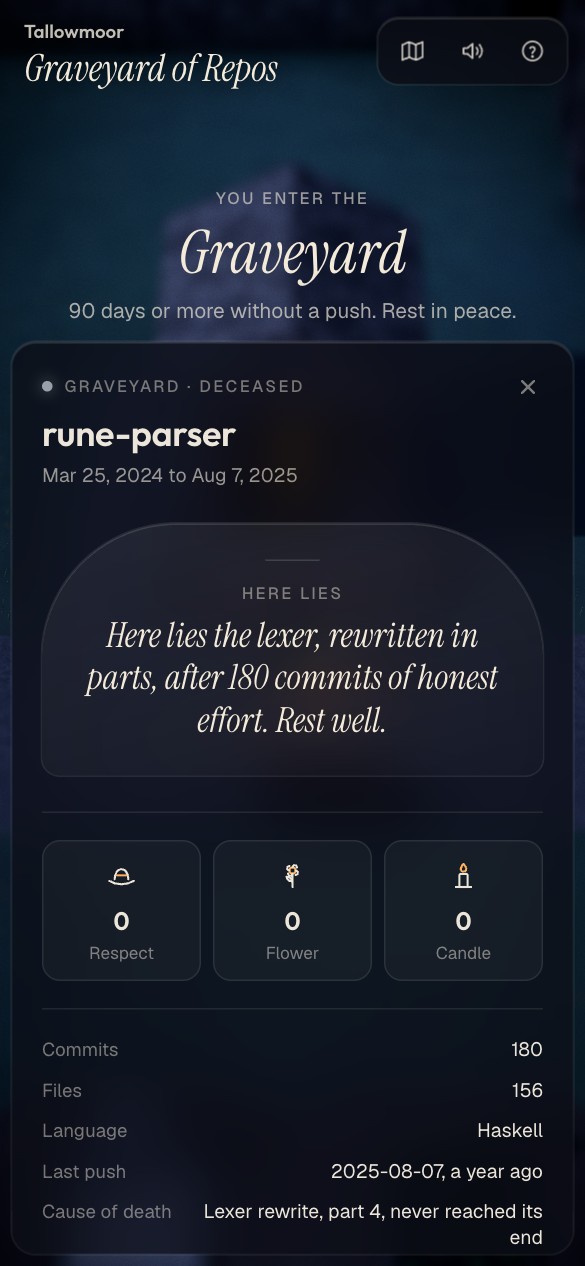 Tallowmoor
Graveyard of Repos
YOU ENTER THE
Graveyard
90 days or more without a push. Rest in peace.
GRAVEYARD · DECEASED
rune-parser
Mar 25, 2024 to Aug 7, 2025
HERE LIES
Here lies the lexer, rewritten in
parts, after 180 commits of honest
effort. Rest well.
0
Respect
0
Flower
0
Candle
Commits 180
Files 156
Language Haskell
Last push 2025-08-07, a year ago
Cause of death Lexer rewrite, part 4, never reached its
end